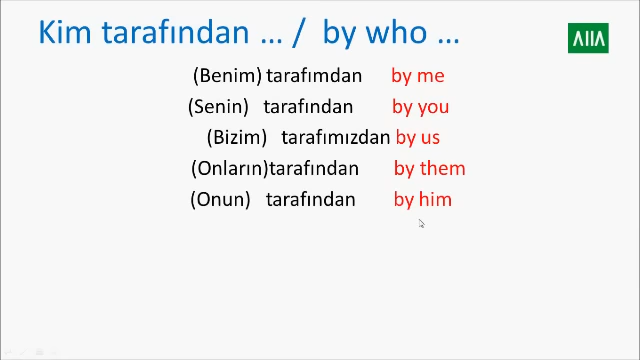 Kim tarafından ... / by who ...
AIIA
(Benim) tarafımdan by me
(Senin) tarafından by you
(Bizim) tarafımızdan by us
(Onların)tarafından by them
(Onun) tarafından by him